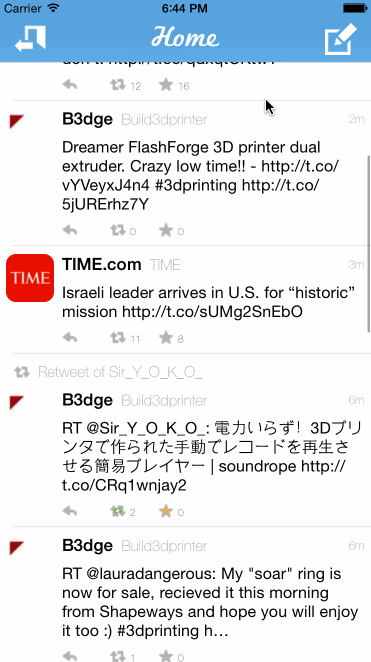 Carrier 6:44 PM
Home
12 16
B3dge Build3dprinter 2m
Dreamer FlashForge 3D printer dual
extruder. Crazy low time!! - http://t.co/
vYVeyxJ4n4 #3dprinting http://t.co/
5jURErhz7Y
0 0
TIME
TIME.com TIME 3m
Israeli leader arrives in U.S. for “historic”
mission http://t.co/sUMg2SnEbO
11 8
Retweet of Sir_Y_O_K_O_
B3dge Build3dprinter 6m
RT @Sir_Y_O_K_O_: 電力いらず！3Dプリ
ンタで作られた手動でレコードを再生さ
せる簡易プレイヤー | soundrope http://
t.co/CRq1wnjay2
2 0
B3dge Build3dprinter 6m
RT @lauradangerous: My "soar" ring is
now for sale, recieved it this morning
from Shapeways and hope you will enjoy
it too :) #3dprinting h…
1 0